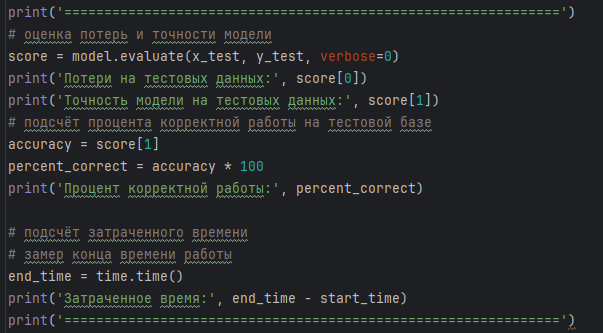 print('==============================================================')
# оценка потерь и точности модели
score = model.evaluate(x_test, y_test, verbose=0)
print('Потери на тестовых данных:', score[0])
print('Точность модели на тестовых данных:', score[1])
# подсчёт процента корректной работы на тестовой базе
accuracy = score[1]
percent_correct = accuracy * 100
print('Процент корректной работы:', percent_correct)
# подсчёт затраченного времени
# замер конца времени работы
end_time = time.time()
print('Затраченное время:', end_time - start_time)
print('==============================================================')